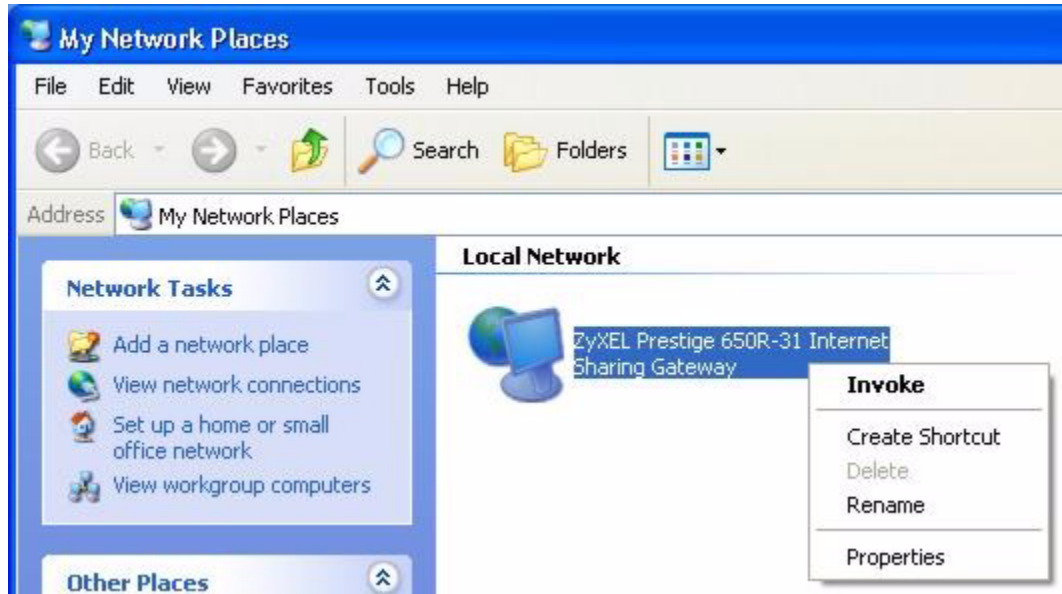 My Network Places
File Edit View Favorites Tools Help
Back Search Folders
Address My Network Places
Network Tasks
Add a network place
View network connections
Set up a home or small
office network
View workgroup computers
Other Places
Local Network
ZyXEL Prestige 650R-31 Internet
Sharing Gateway
Invoke
Create Shortcut
Delete
Rename
Properties